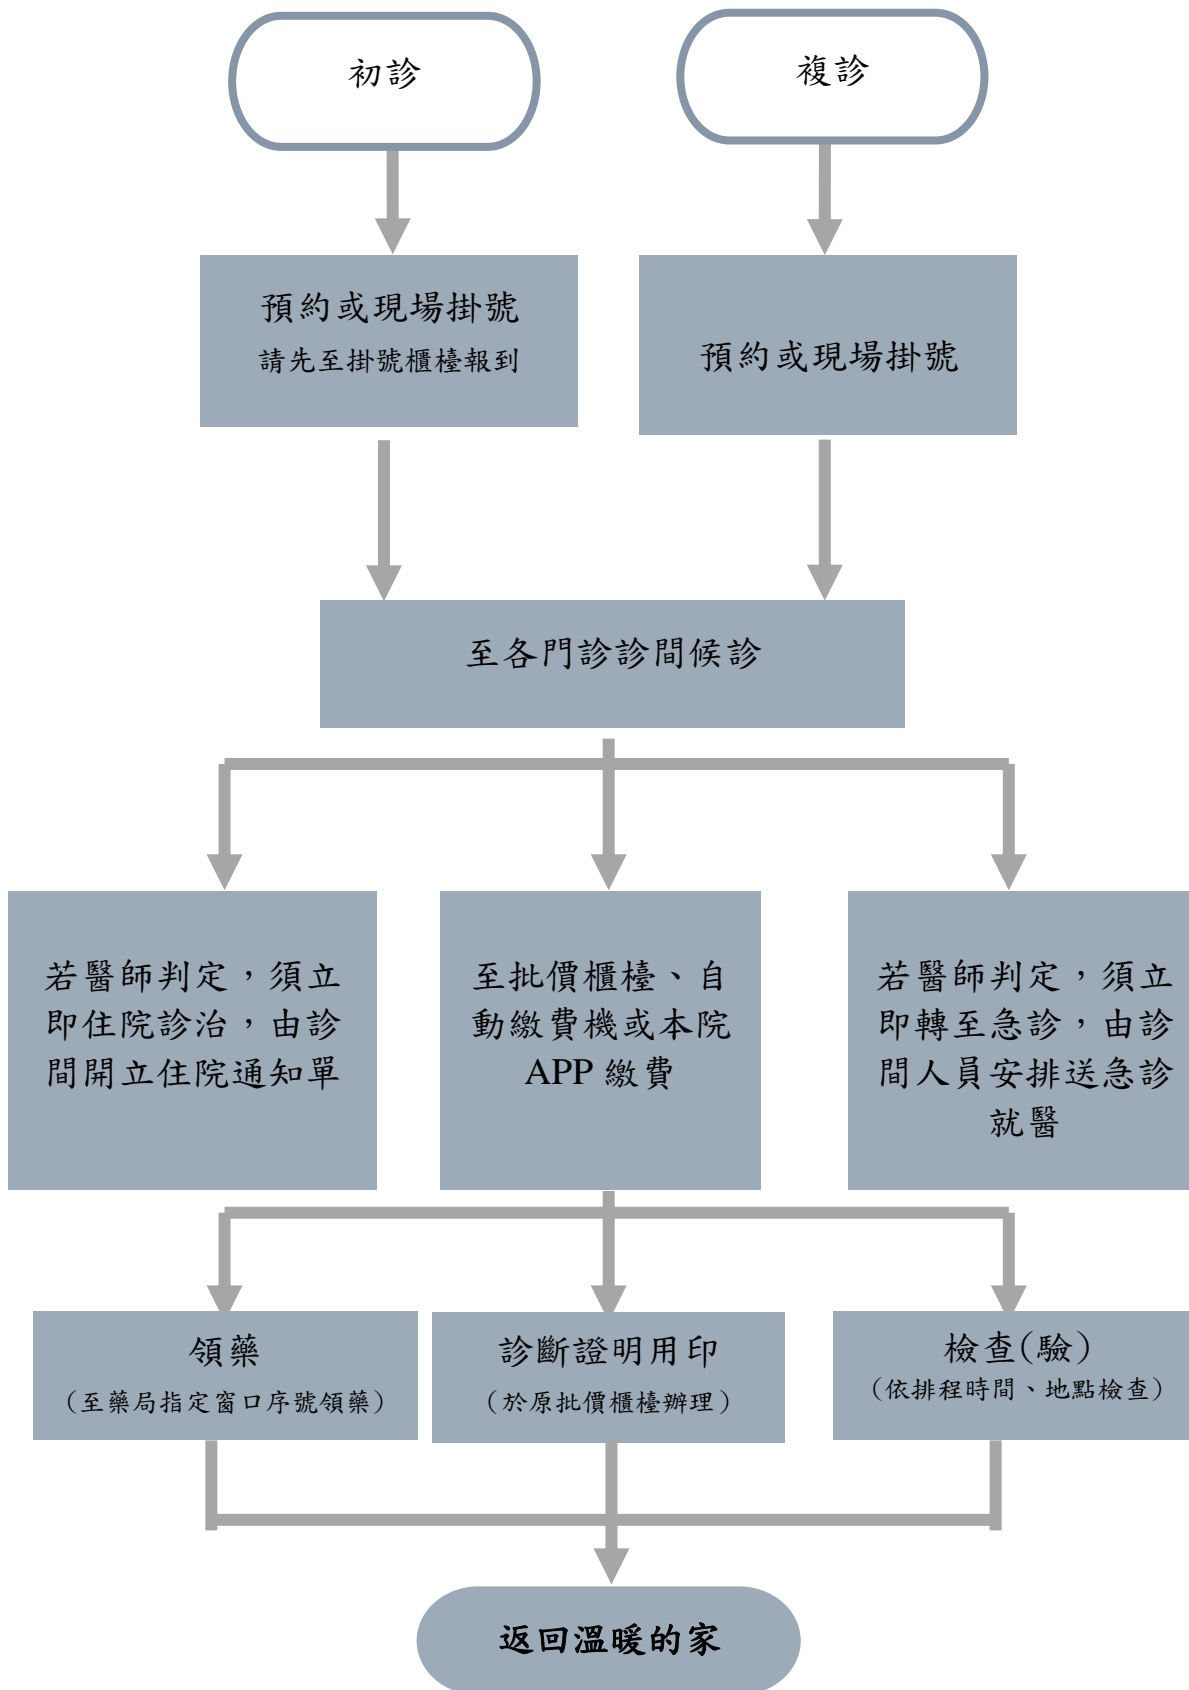 初診
複診
預約或現場掛號
請先至掛號櫃檯報到
預約或現場掛號
至各門診診間候診
若醫師判定，須立
即住院診治，由診
間開立住院通知單
至批價櫃檯、自
動繳費機或本院
APP 繳費
若醫師判定，須立
即轉至急診，由診
間人員安排送急診
就醫
領藥
（至藥局指定窗口序號領藥）
診斷證明用印
（於原批價櫃檯辦理）
檢查(驗)
（依排程時間、地點檢查）
返回溫暖的家